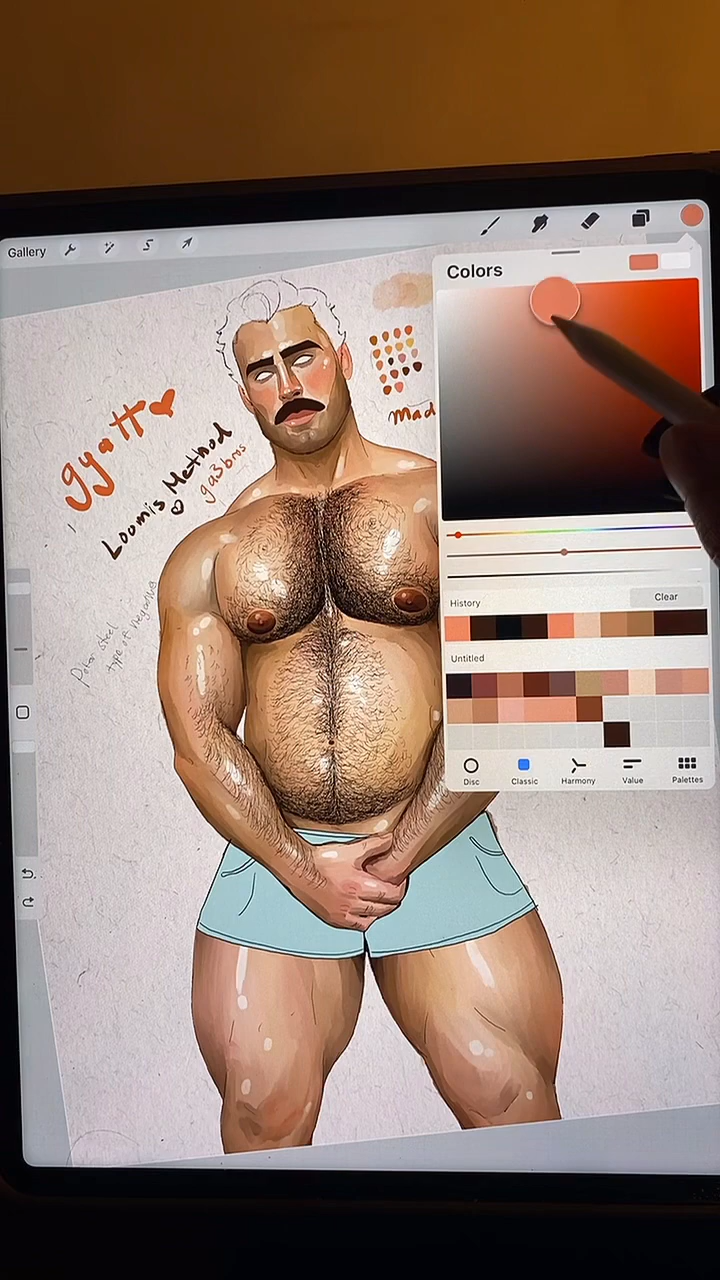 Gallery
Colors
gyatt
Loomis Method
ga3bros
Mad
History
Clear
Untitled
Disc
Classic
Harmony
Value
Palettes